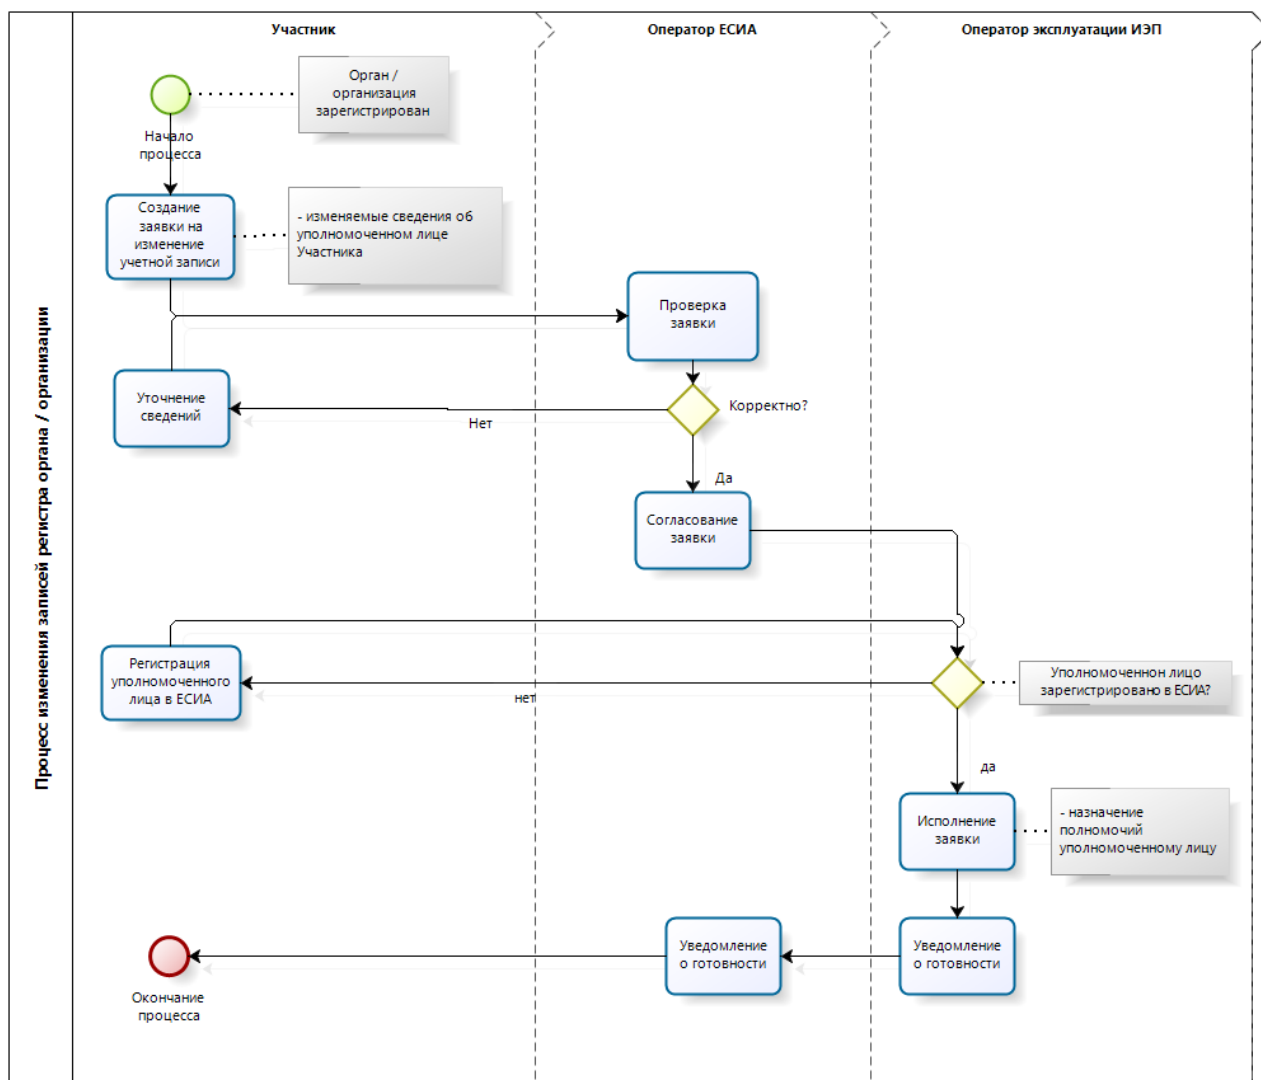 Процесс изменения записей регистра органа / организации
Участник
Оператор ЕСИА
Оператор эксплуатации ИЭП
Орган /
организация
зарегистрирован
Начало
процесса
Создание
заявки на
изменение
учетной записи
- изменяемые сведения об
уполномоченном лице
Участника
Проверка
заявки
Уточнение
сведений
Корректно?
Нет
Да
Согласование
заявки
Регистрация
уполномоченного
лица в ЕСИА
нет
Уполномоченнон лицо
зарегистрировано в ЕСИА?
да
Исполнение
заявки
- назначение
полномочий
уполномоченному лицу
Уведомление
о готовности
Уведомление
о готовности
Окончание
процесса